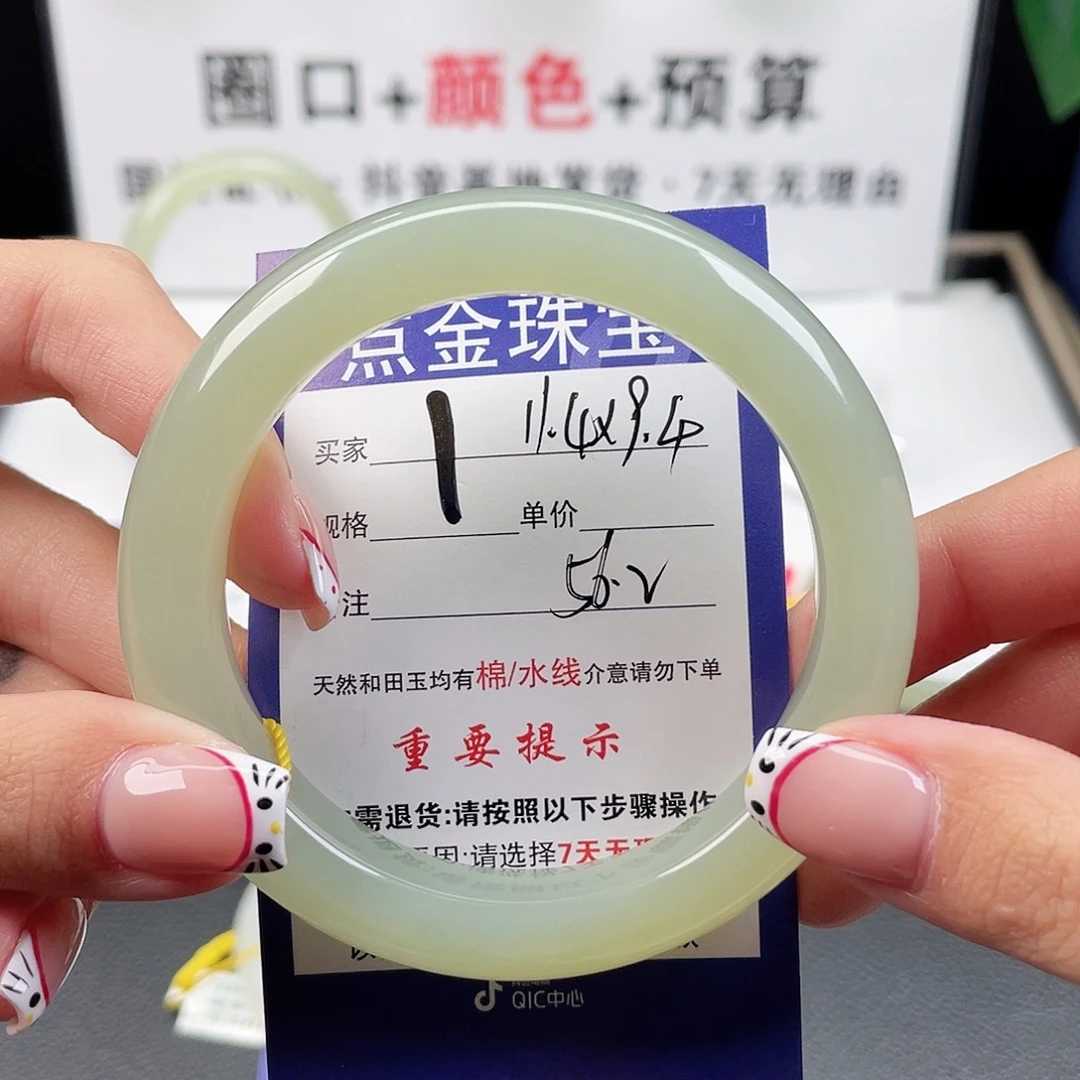 圈口+颜色+预算
7天无理由
点金珠宝
买家 1 11.4x9.4
规格 单价
注 56.2
天然和田玉均有棉/水线介意请勿下单
重要提示
需退货:请按照以下步骤操作
原因:请选择7天无理
QIC中心